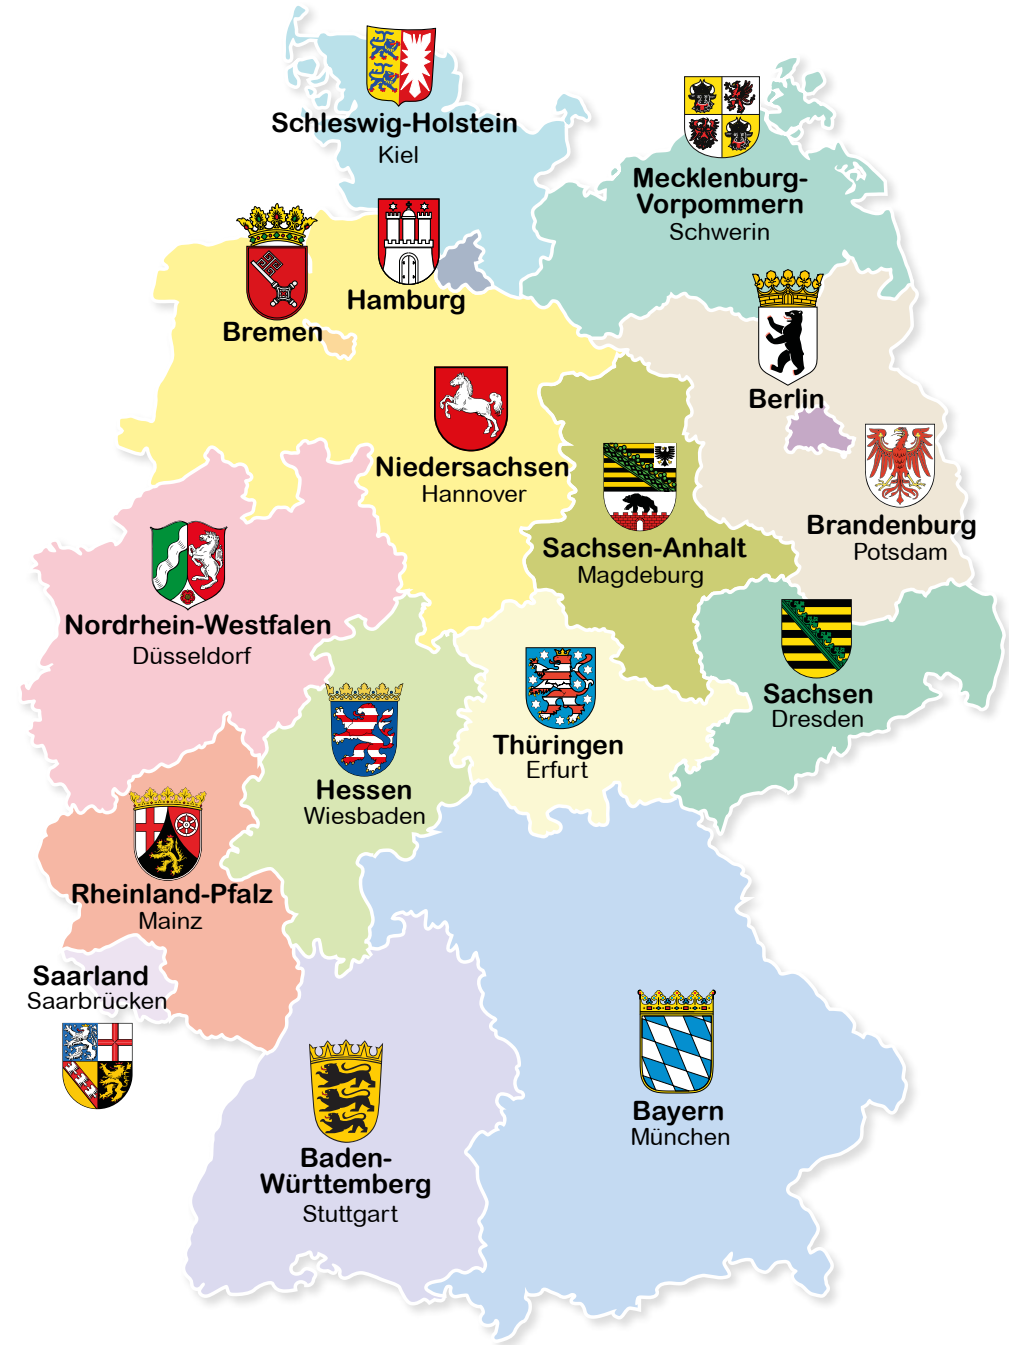 Schleswig-Holstein
Kiel
Mecklenburg-
Vorpommern
Schwerin
Hamburg
Bremen
Berlin
Niedersachsen
Hannover
Brandenburg
Potsdam
Sachsen-Anhalt
Magdeburg
Nordrhein-Westfalen
Düsseldorf
Sachsen
Dresden
Thüringen
Erfurt
Hessen
Wiesbaden
Rheinland-Pfalz
Mainz
Saarland
Saarbrücken
Bayern
München
Baden-
Württemberg
Stuttgart